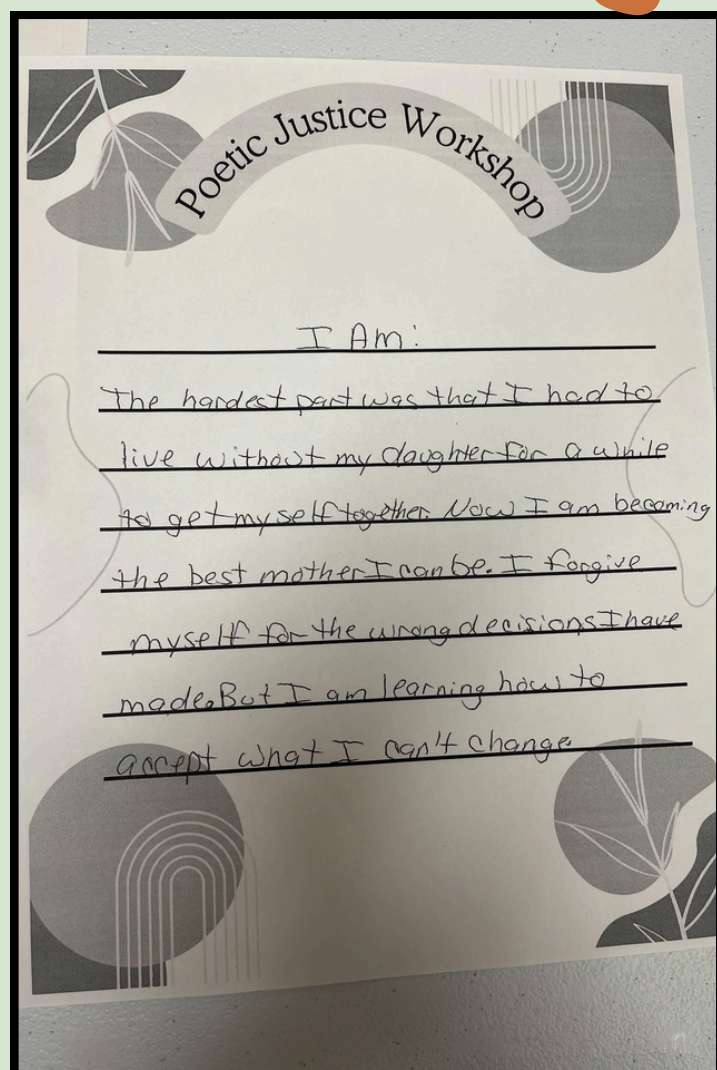 Poetic Justice Workshop
I Am:
The hardest part was that I had to
live without my daughter for a while
to get myself together. Now I am becoming
the best mother I can be. I forgive
myself for the wrong decisions I have
made. But I am learning how to
accept what I can't change.